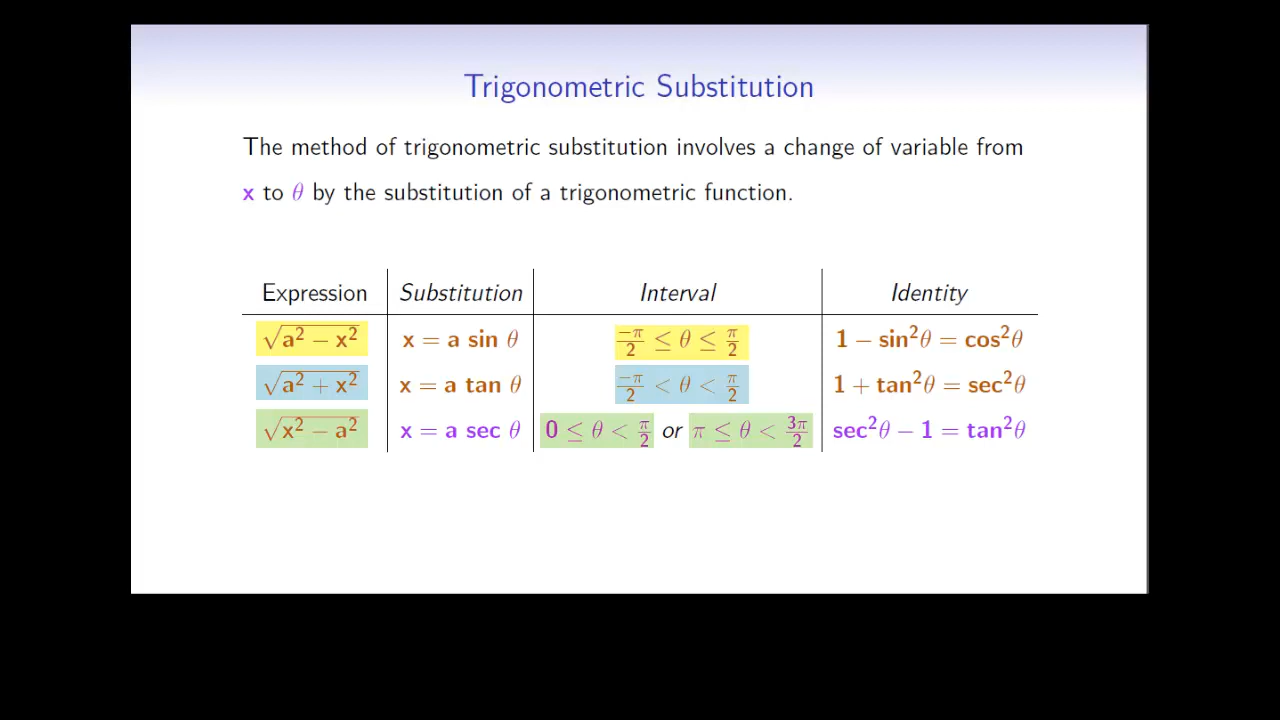 Trigonometric Substitution
The method of trigonometric substitution involves a change of variable from
x to θ by the substitution of a trigonometric function.
Expression Substitution Interval Identity
√(a² − x²) x = a sin θ −π/2 ≤ θ ≤ π/2 1 − sin²θ = cos²θ
√(a² + x²) x = a tan θ −π/2 < θ < π/2 1 + tan²θ = sec²θ
√(x² − a²) x = a sec θ 0 ≤ θ < π/2 or π ≤ θ < 3π/2 sec²θ − 1 = tan²θ